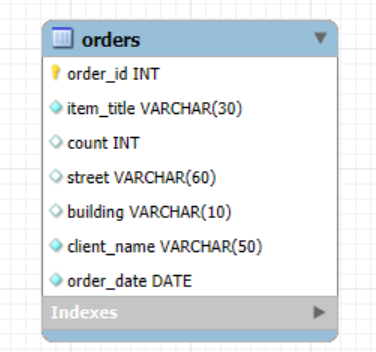 orders
order_id INT
item_title VARCHAR(30)
count INT
street VARCHAR(60)
building VARCHAR(10)
client_name VARCHAR(50)
order_date DATE
Indexes